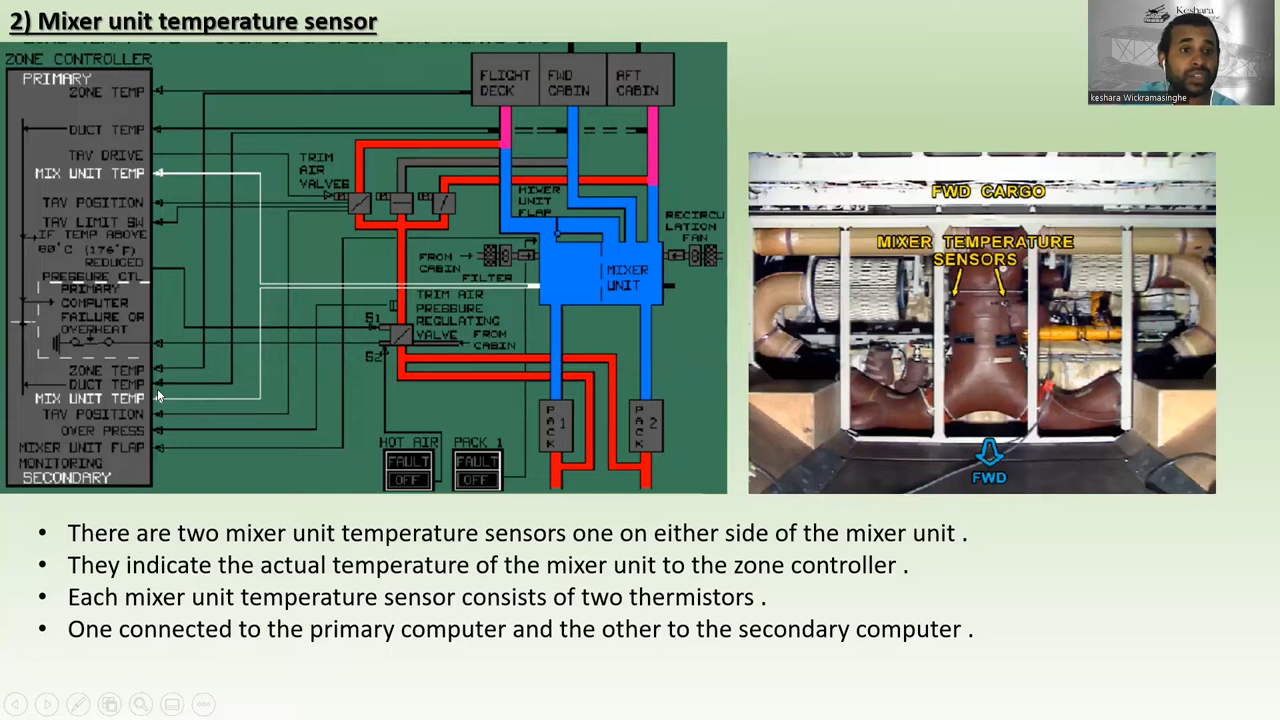 2) Mixer unit temperature sensor
Keshara
keshara Wickramasinghe
ZONE CONTROLLER
PRIMARY
ZONE TEMP
DUCT TEMP
TAV DRIVE
MIX UNIT TEMP
TAV POSITION
TAV LIMIT SW
IF TEMP ABOVE
80°C (176°F)
REDUCED
PRESSURE CTL
PRIMARY
COMPUTER
FAILURE OR
OVERHEAT
ZONE TEMP
DUCT TEMP
MIX UNIT TEMP
TAV POSITION
OVER PRESS
MIXER UNIT FLAP
MONITORING
SECONDARY
FLIGHT
DECK
FWD
CABIN
AFT
CABIN
TRIM
AIR
VALVES
MIXER
UNIT
FLAP
RECIRCU
LATION
FAN
FROM
CABIN
FILTER
MIXER
UNIT
TRIM AIR
PRESSURE
REGULATING
VALVE
FROM
CABIN
S1
S2
PACK 1
PACK 2
HOT AIR
FAULT
OFF
PACK 1
FAULT
OFF
FWD CARGO
MIXER TEMPERATURE
SENSORS
FWD
• There are two mixer unit temperature sensors one on either side of the mixer unit .
• They indicate the actual temperature of the mixer unit to the zone controller .
• Each mixer unit temperature sensor consists of two thermistors .
• One connected to the primary computer and the other to the secondary computer .